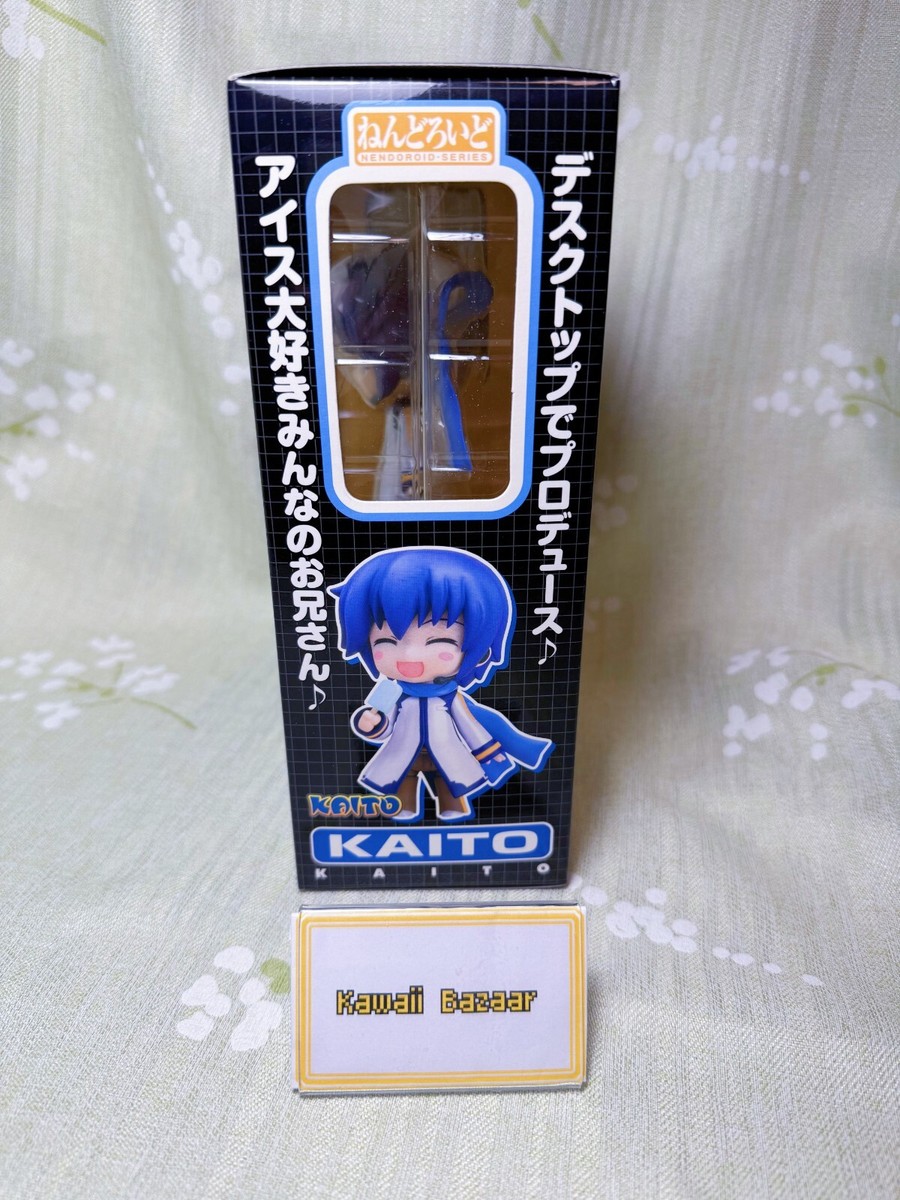 ねんどろいど
NENDOROID・SERIES
デスクトップでプロデュース♪
アイス大好きみんなのお兄さん♪
KAITO
KAITO
KAITO
Kawaii Bazaar